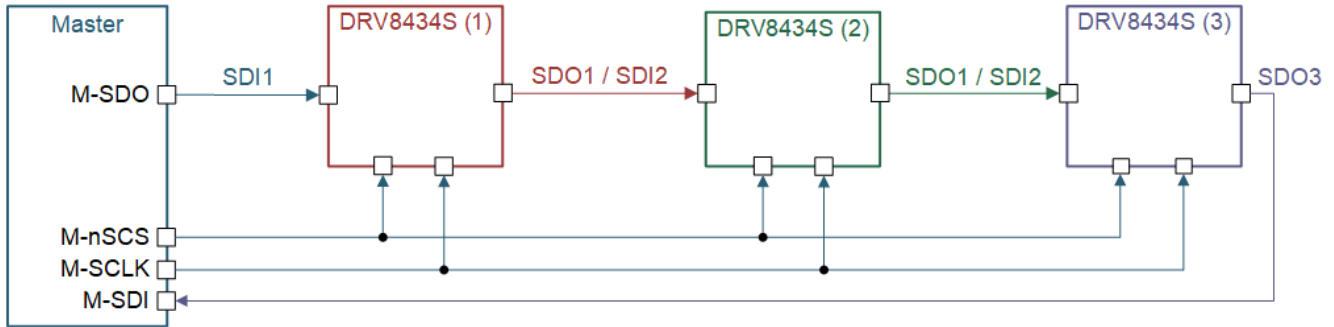 Master
DRV8434S (1)
DRV8434S (2)
DRV8434S (3)
M-SDO
SDI1
SDO1 / SDI2
SDO1 / SDI2
SDO3
M-nSCS
M-SCLK
M-SDI